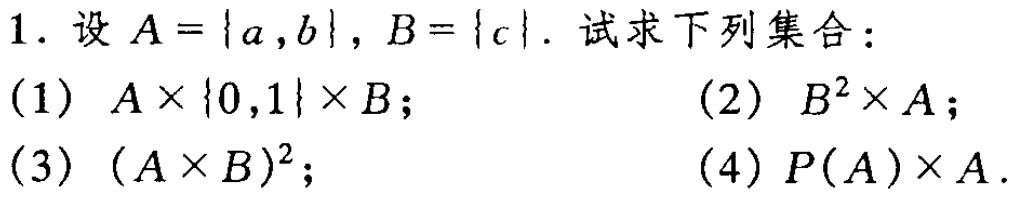 1. 设 A = {a,b}, B = {c}. 试求下列集合:
(1) A × {0,1} × B; (2) B² × A;
(3) (A × B)²; (4) P(A) × A.